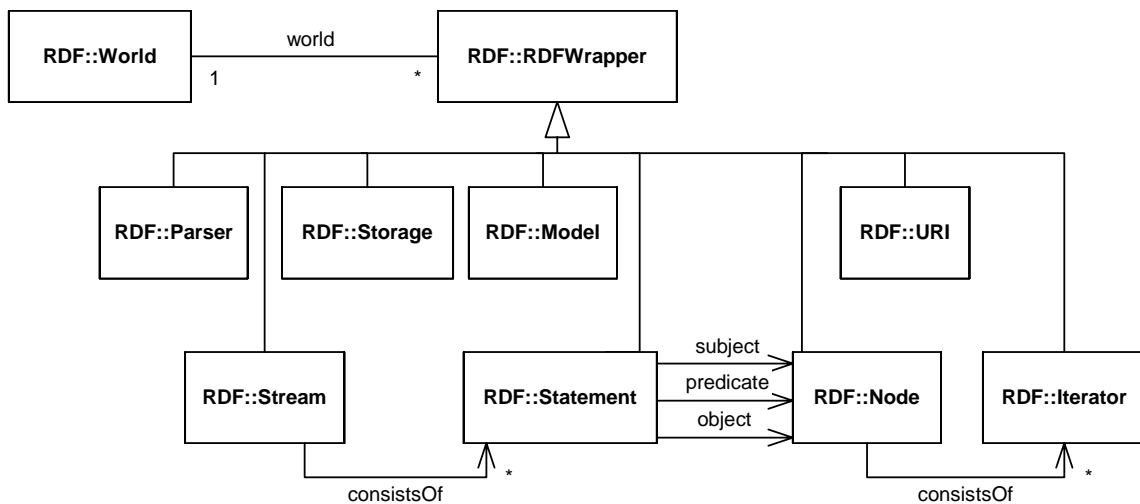 world
RDF::World
RDF::RDFWrapper
1
*
RDF::Parser
RDF::Storage
RDF::Model
RDF::URI
subject
RDF::Stream
RDF::Statement
predicate
RDF::Node
RDF::Iterator
object
*
*
consistsOf
consistsOf